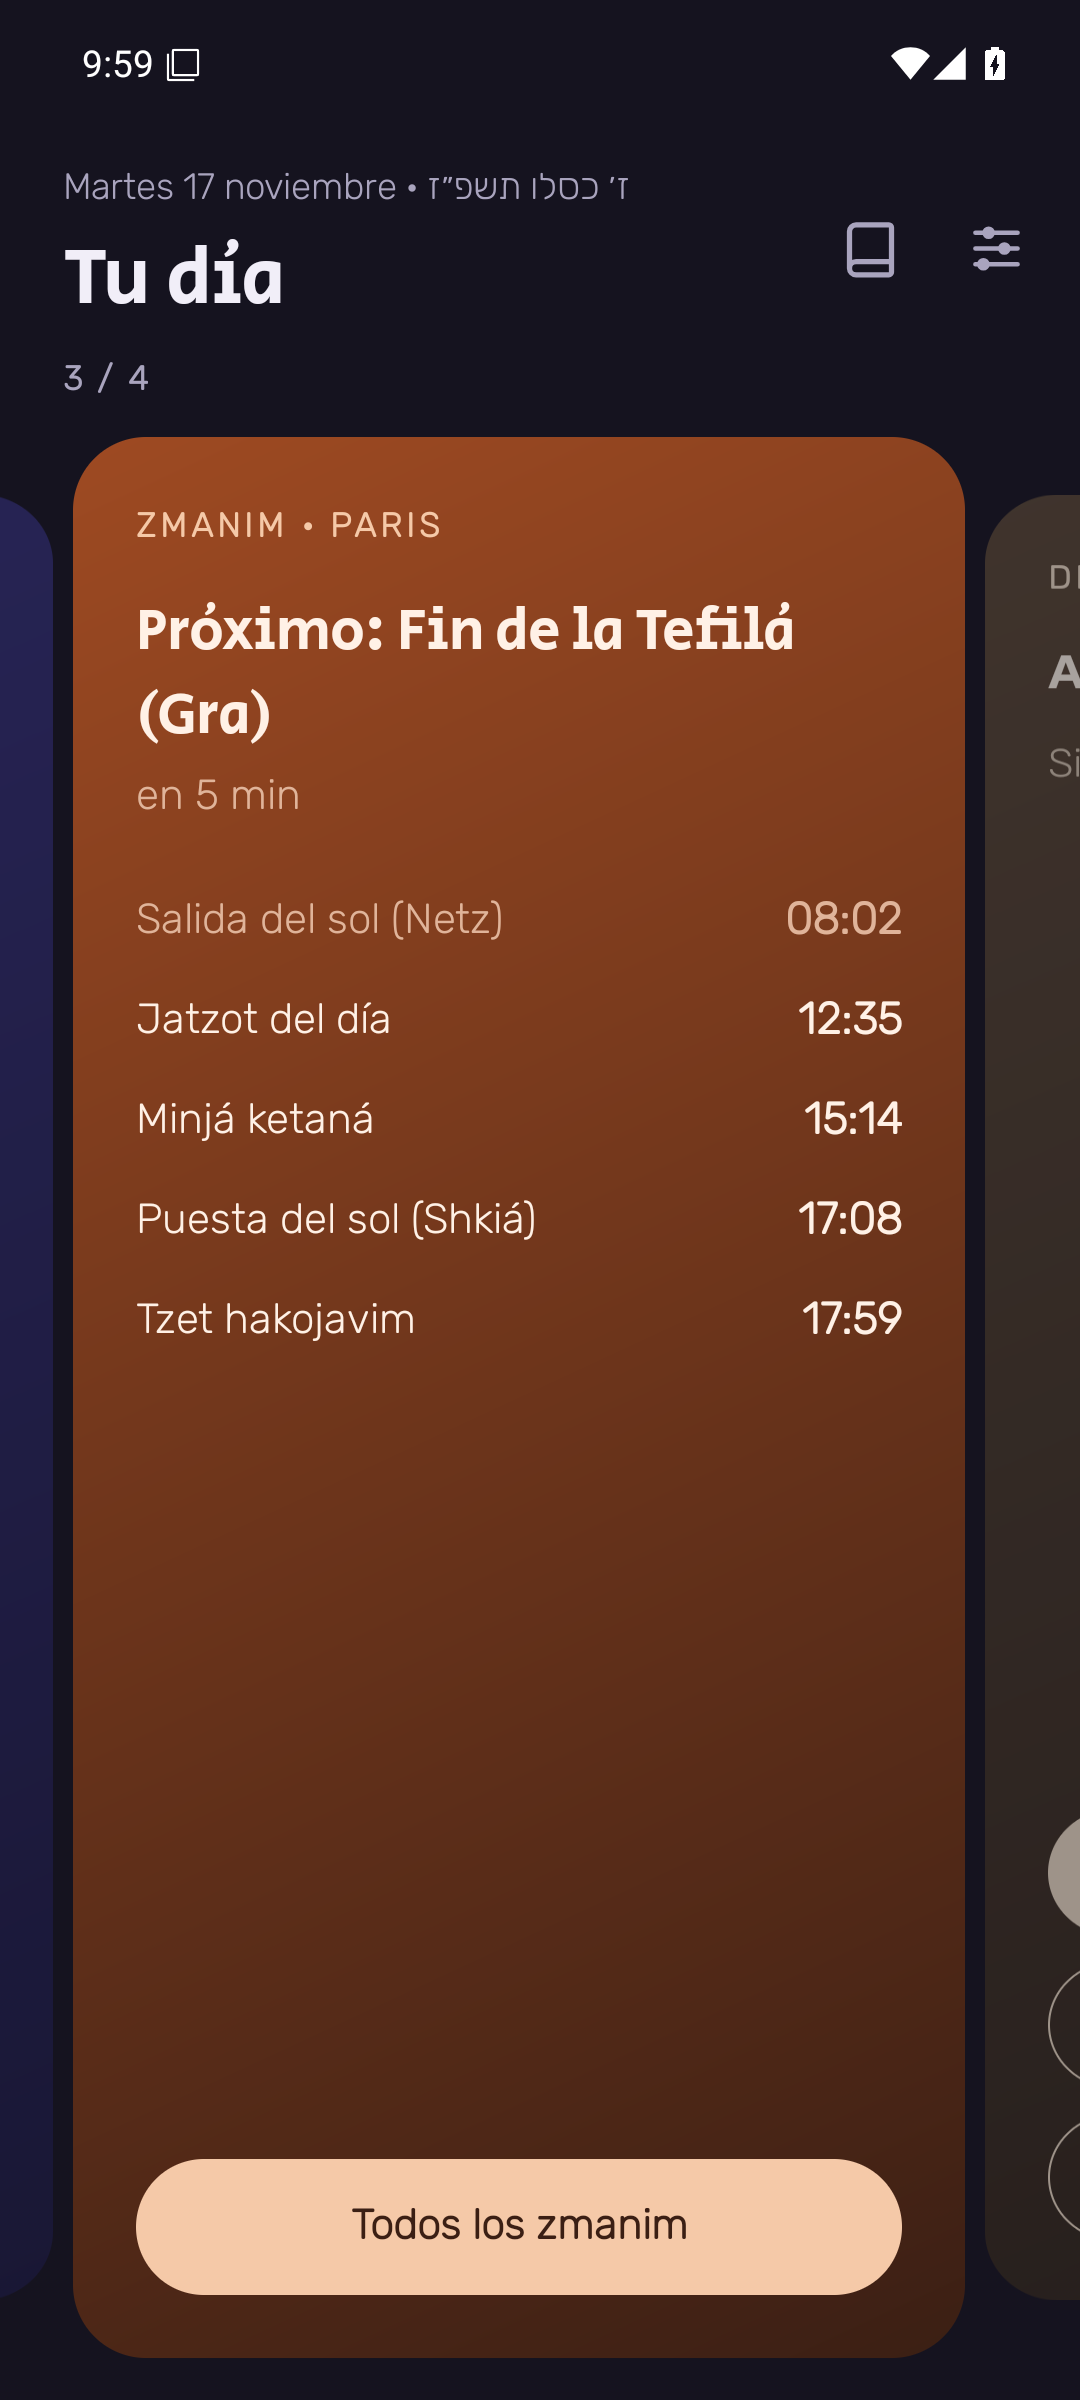 9:59
Martes 17 noviembre • ז׳ כסלו תשפ״ז
Tu día
3 / 4
ZMANIM • PARIS
Próximo: Fin de la Tefilá
(Gra)
en 5 min
Salida del sol (Netz) 08:02
Jatzot del día 12:35
Minjá ketaná 15:14
Puesta del sol (Shkiá) 17:08
Tzet hakojavim 17:59
Todos los zmanim